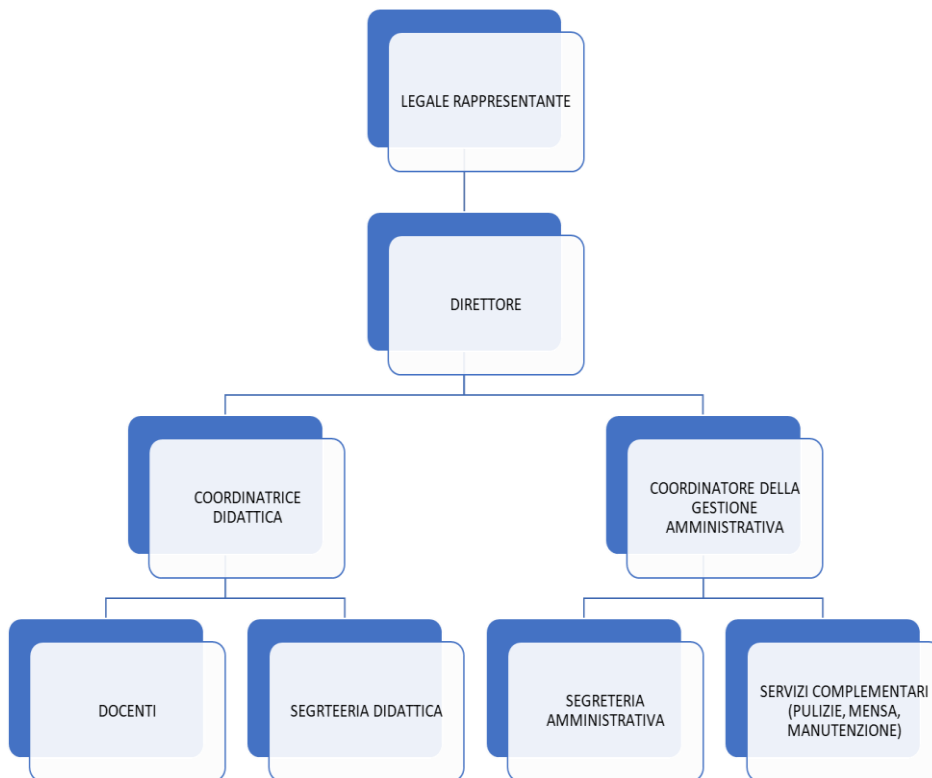 LEGALE RAPPRESENTANTE
DIRETTORE
COORDINATRICE
DIDATTICA
COORDINATORE DELLA
GESTIONE
AMMINISTRATIVA
DOCENTI
SEGRTEERIA DIDATTICA
SEGRETERIA
AMMINISTRATIVA
SERVIZI COMPLEMENTARI
(PULIZIE, MENSA,
MANUTENZIONE)